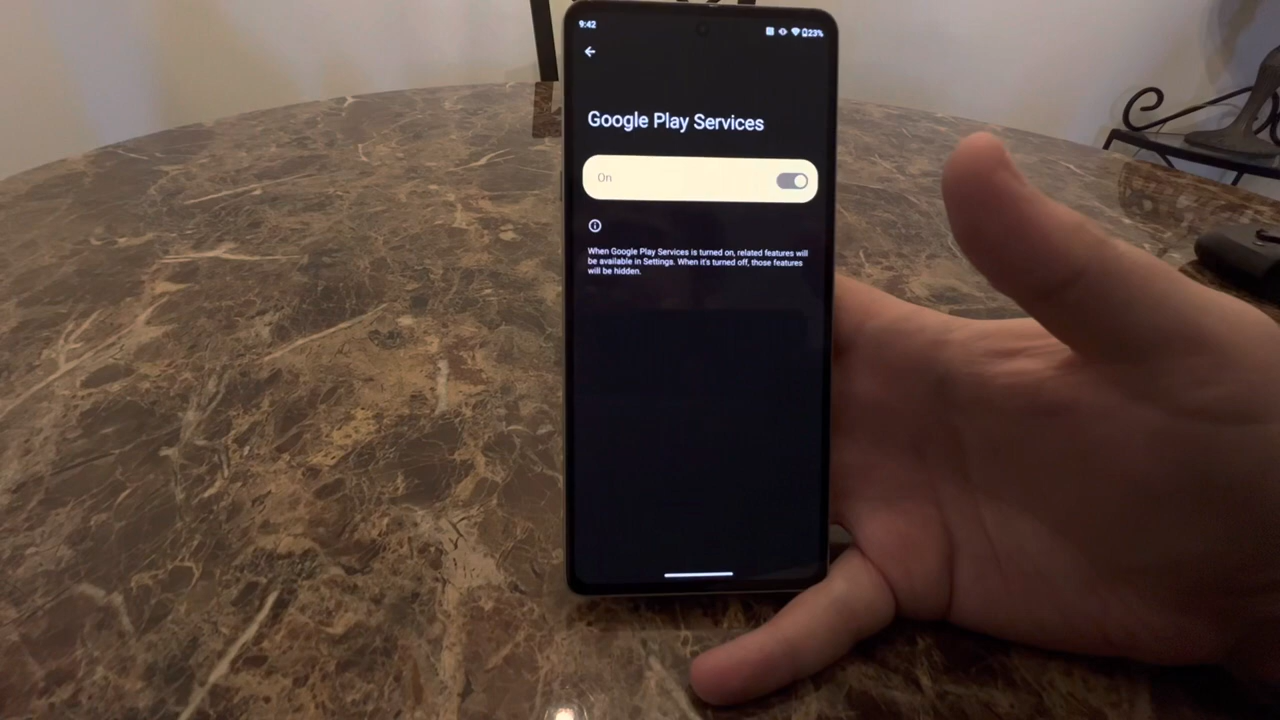 9:42
23%
Google Play Services
On
When Google Play Services is turned on, related features will
be available in Settings. When it's turned off, those features
will be hidden.